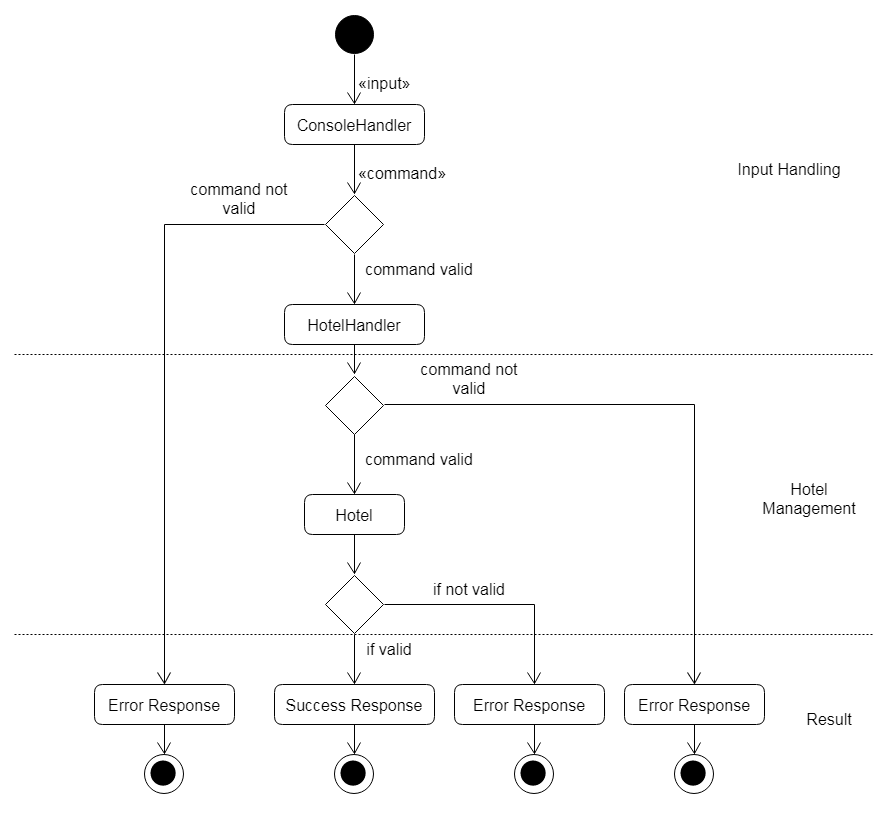 «input»
ConsoleHandler
Input Handling
«command»
command not
valid
command valid
HotelHandler
command not
valid
command valid
Hotel
Management
Hotel
if not valid
if valid
Error Response
Success Response
Error Response
Error Response
Result